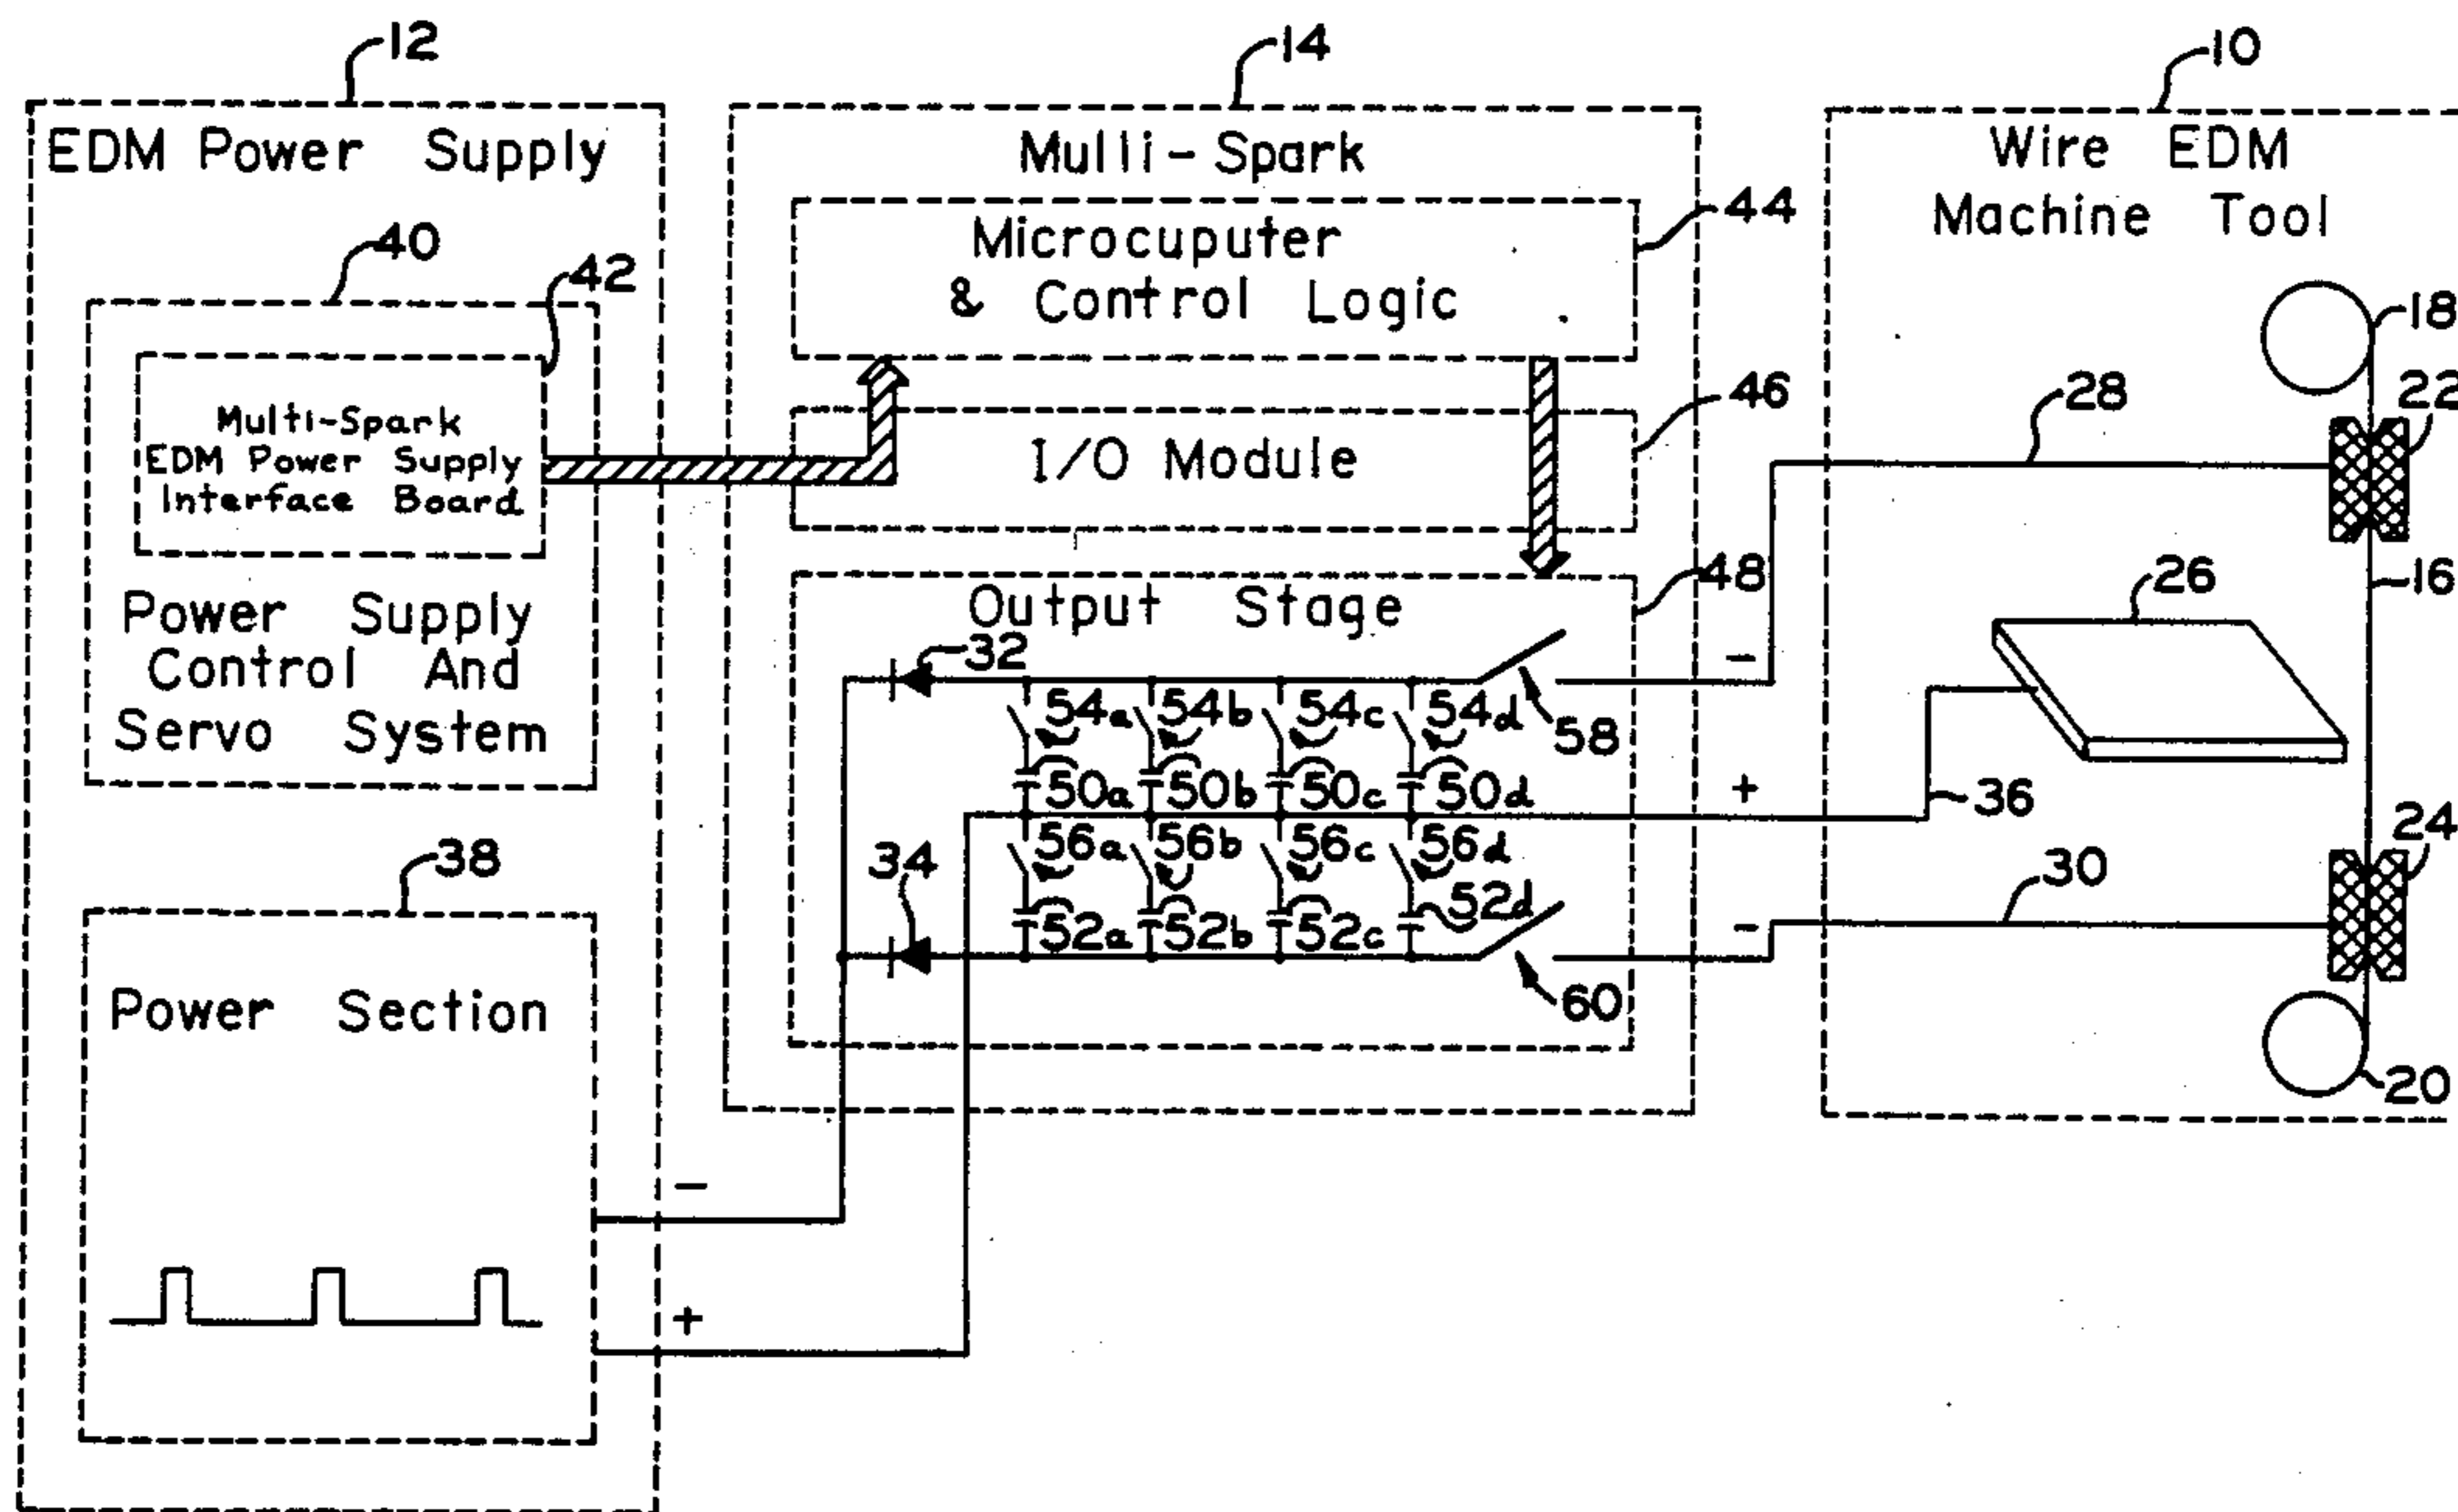 12
14
10
EDM Power Supply
Mulli-Spark
Wire EDM
Machine Tool
44
Microcuputer
& Control Logic
40
42
18
Multi-Spark
EDM Power Supply
Interface Board
46
I/O Module
28
22
Power Supply
Control And
Servo System
48
Output Stage
26
16
32
-
54a 54b 54c 54d
58
50a 50b 50c 50d
+
36
56a 56b 56c 56d
34
38
52a 52b 52c 52d
-
30
24
60
Power Section
20
-
+